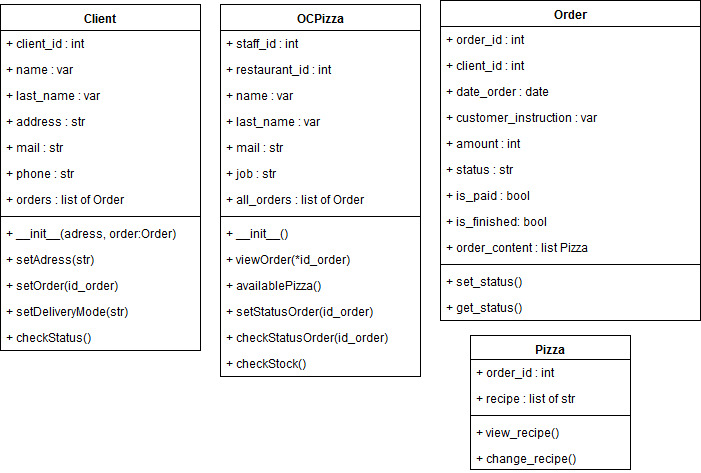 Client
+ client_id : int
+ name : var
+ last_name : var
+ address : str
+ mail : str
+ phone : str
+ orders : list of Order
+ __init__(adress, order:Order)
+ setAdress(str)
+ setOrder(id_order)
+ setDeliveryMode(str)
+ checkStatus()
OCPizza
+ staff_id : int
+ restaurant_id : int
+ name : var
+ last_name : var
+ mail : str
+ job : str
+ all_orders : list of Order
+ __init__()
+ viewOrder(*id_order)
+ availablePizza()
+ setStatusOrder(id_order)
+ checkStatusOrder(id_order)
+ checkStock()
Order
+ order_id : int
+ client_id : int
+ date_order : date
+ customer_instruction : var
+ amount : int
+ status : str
+ is_paid : bool
+ is_finished: bool
+ order_content : list Pizza
+ set_status()
+ get_status()
Pizza
+ order_id : int
+ recipe : list of str
+ view_recipe()
+ change_recipe()